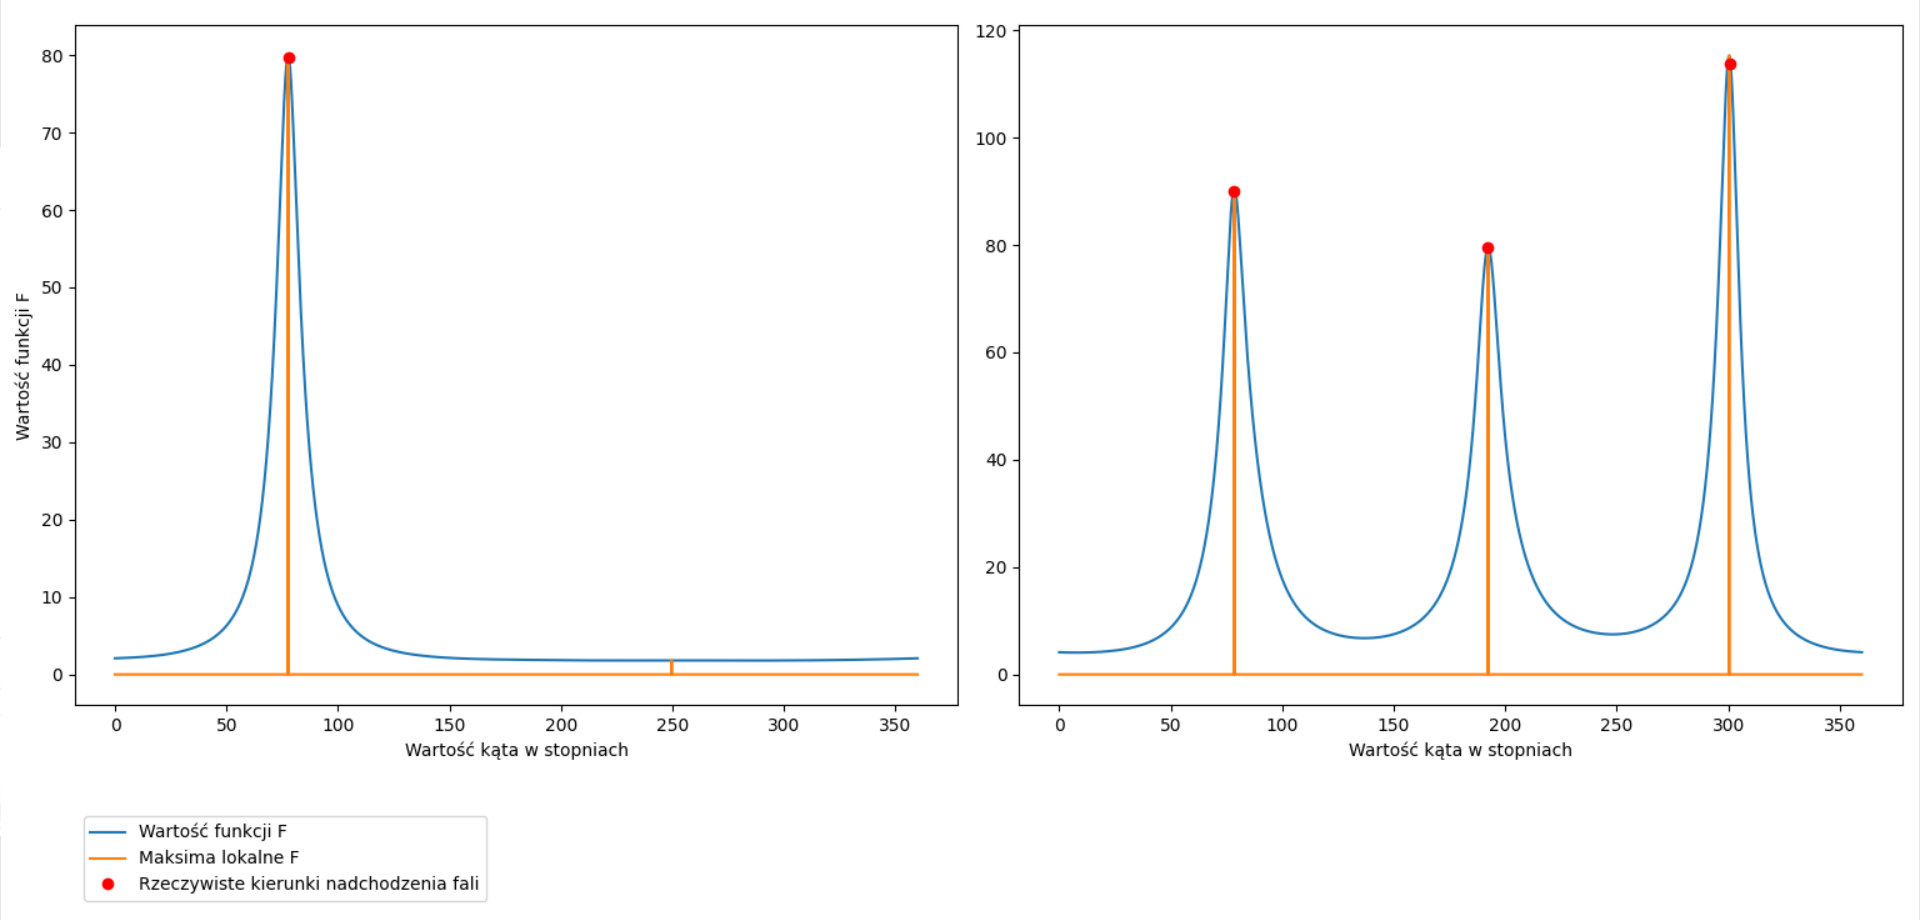 80
70
60
50
40
30
20
10
0
Wartość funkcji F
0 50 100 150 200 250 300 350
Wartość kąta w stopniach
120
100
80
60
40
20
0
0 50 100 150 200 250 300 350
Wartość kąta w stopniach
Wartość funkcji F
Maksima lokalne F
Rzeczywiste kierunki nadchodzenia fali